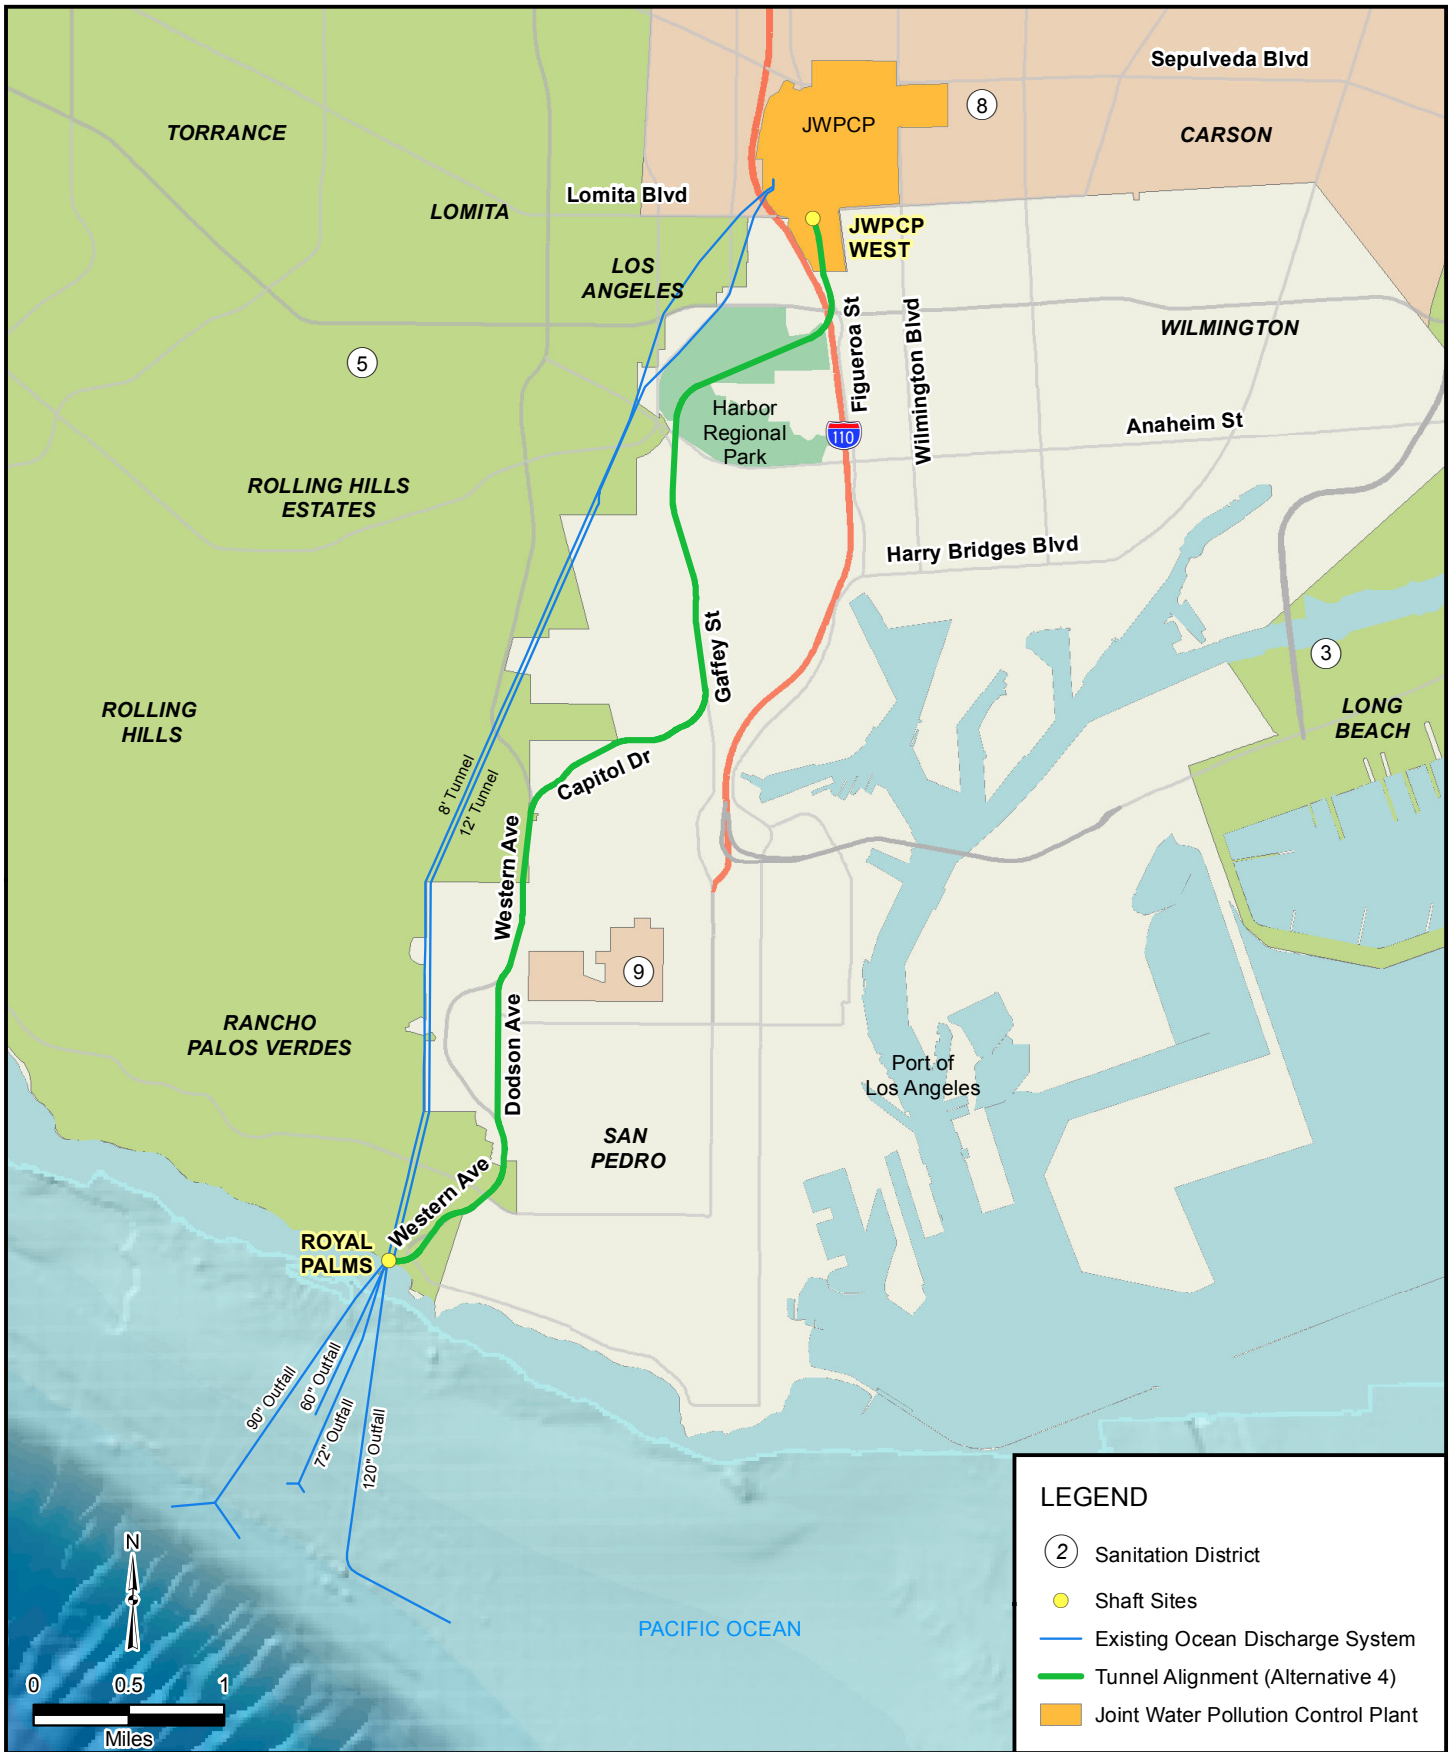 Sepulveda Blvd
8
JWPCP
TORRANCE
CARSON
Lomita Blvd
LOMITA
JWPCP
WEST
LOS
ANGELES
Figueroa St
Wilmington Blvd
WILMINGTON
5
Harbor
Regional
Park
110
Anaheim St
ROLLING HILLS
ESTATES
Harry Bridges Blvd
Gaffey St
3
ROLLING
HILLS
LONG
BEACH
8' Tunnel
12' Tunnel
Capitol Dr
Western Ave
9
Dodson Ave
RANCHO
PALOS VERDES
Port of
Los Angeles
SAN
PEDRO
Western Ave
ROYAL
PALMS
90" Outfall
60" Outfall
72" Outfall
120" Outfall
N
0 0.5 1
Miles
PACIFIC OCEAN
LEGEND
2 Sanitation District
Shaft Sites
Existing Ocean Discharge System
Tunnel Alignment (Alternative 4)
Joint Water Pollution Control Plant